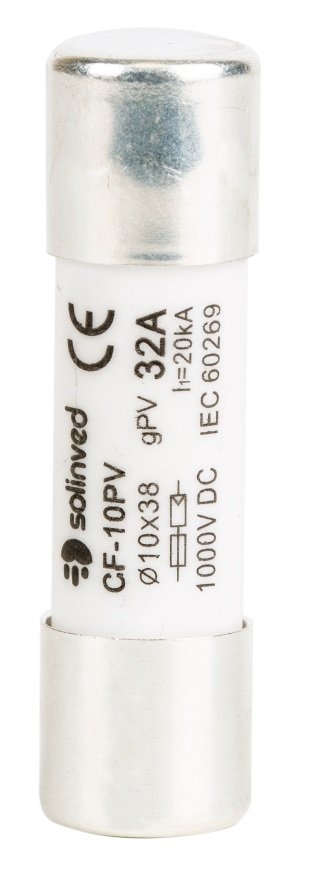 solinved CE
CF-10PV gPV 32A
Ø10x38 I1=20kA
1000V DC IEC 60269